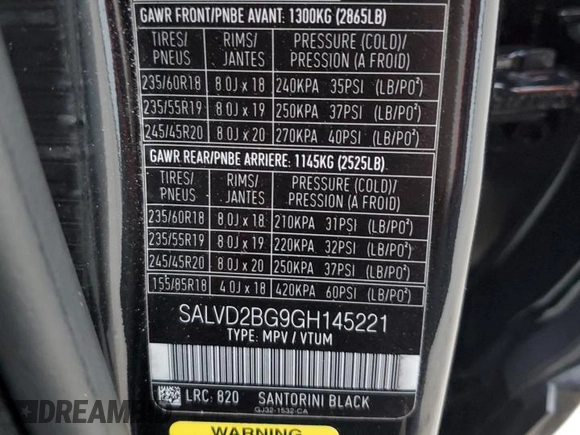 GAWR FRONT/PNBE AVANT: 1300KG (2865LB)
TIRES/ PNEUS RIMS/ JANTES PRESSURE (COLD)/ PRESSION (A FROID)
235/60R18 8.0J x 18 240KPA 35PSI (LB/PO²)
235/55R19 8.0J x 19 250KPA 37PSI (LB/PO²)
245/45R20 8.0J x 20 270KPA 40PSI (LB/PO²)
GAWR REAR/PNBE ARRIERE: 1145KG (2525LB)
TIRES/ PNEUS RIMS/ JANTES PRESSURE (COLD)/ PRESSION (A FROID)
235/60R18 8.0J x 18 210KPA 31PSI (LB/PO²)
235/55R19 8.0J x 19 220KPA 32PSI (LB/PO²)
245/45R20 8.0J x 20 250KPA 37PSI (LB/PO²)
155/85R18 4.0J x 18 420KPA 60PSI (LB/PO²)
SALVD2BG9GH145221
TYPE: MPV / VTUM
LRC: 820 SANTORINI BLACK
GJ32-1532-CA
WARNING